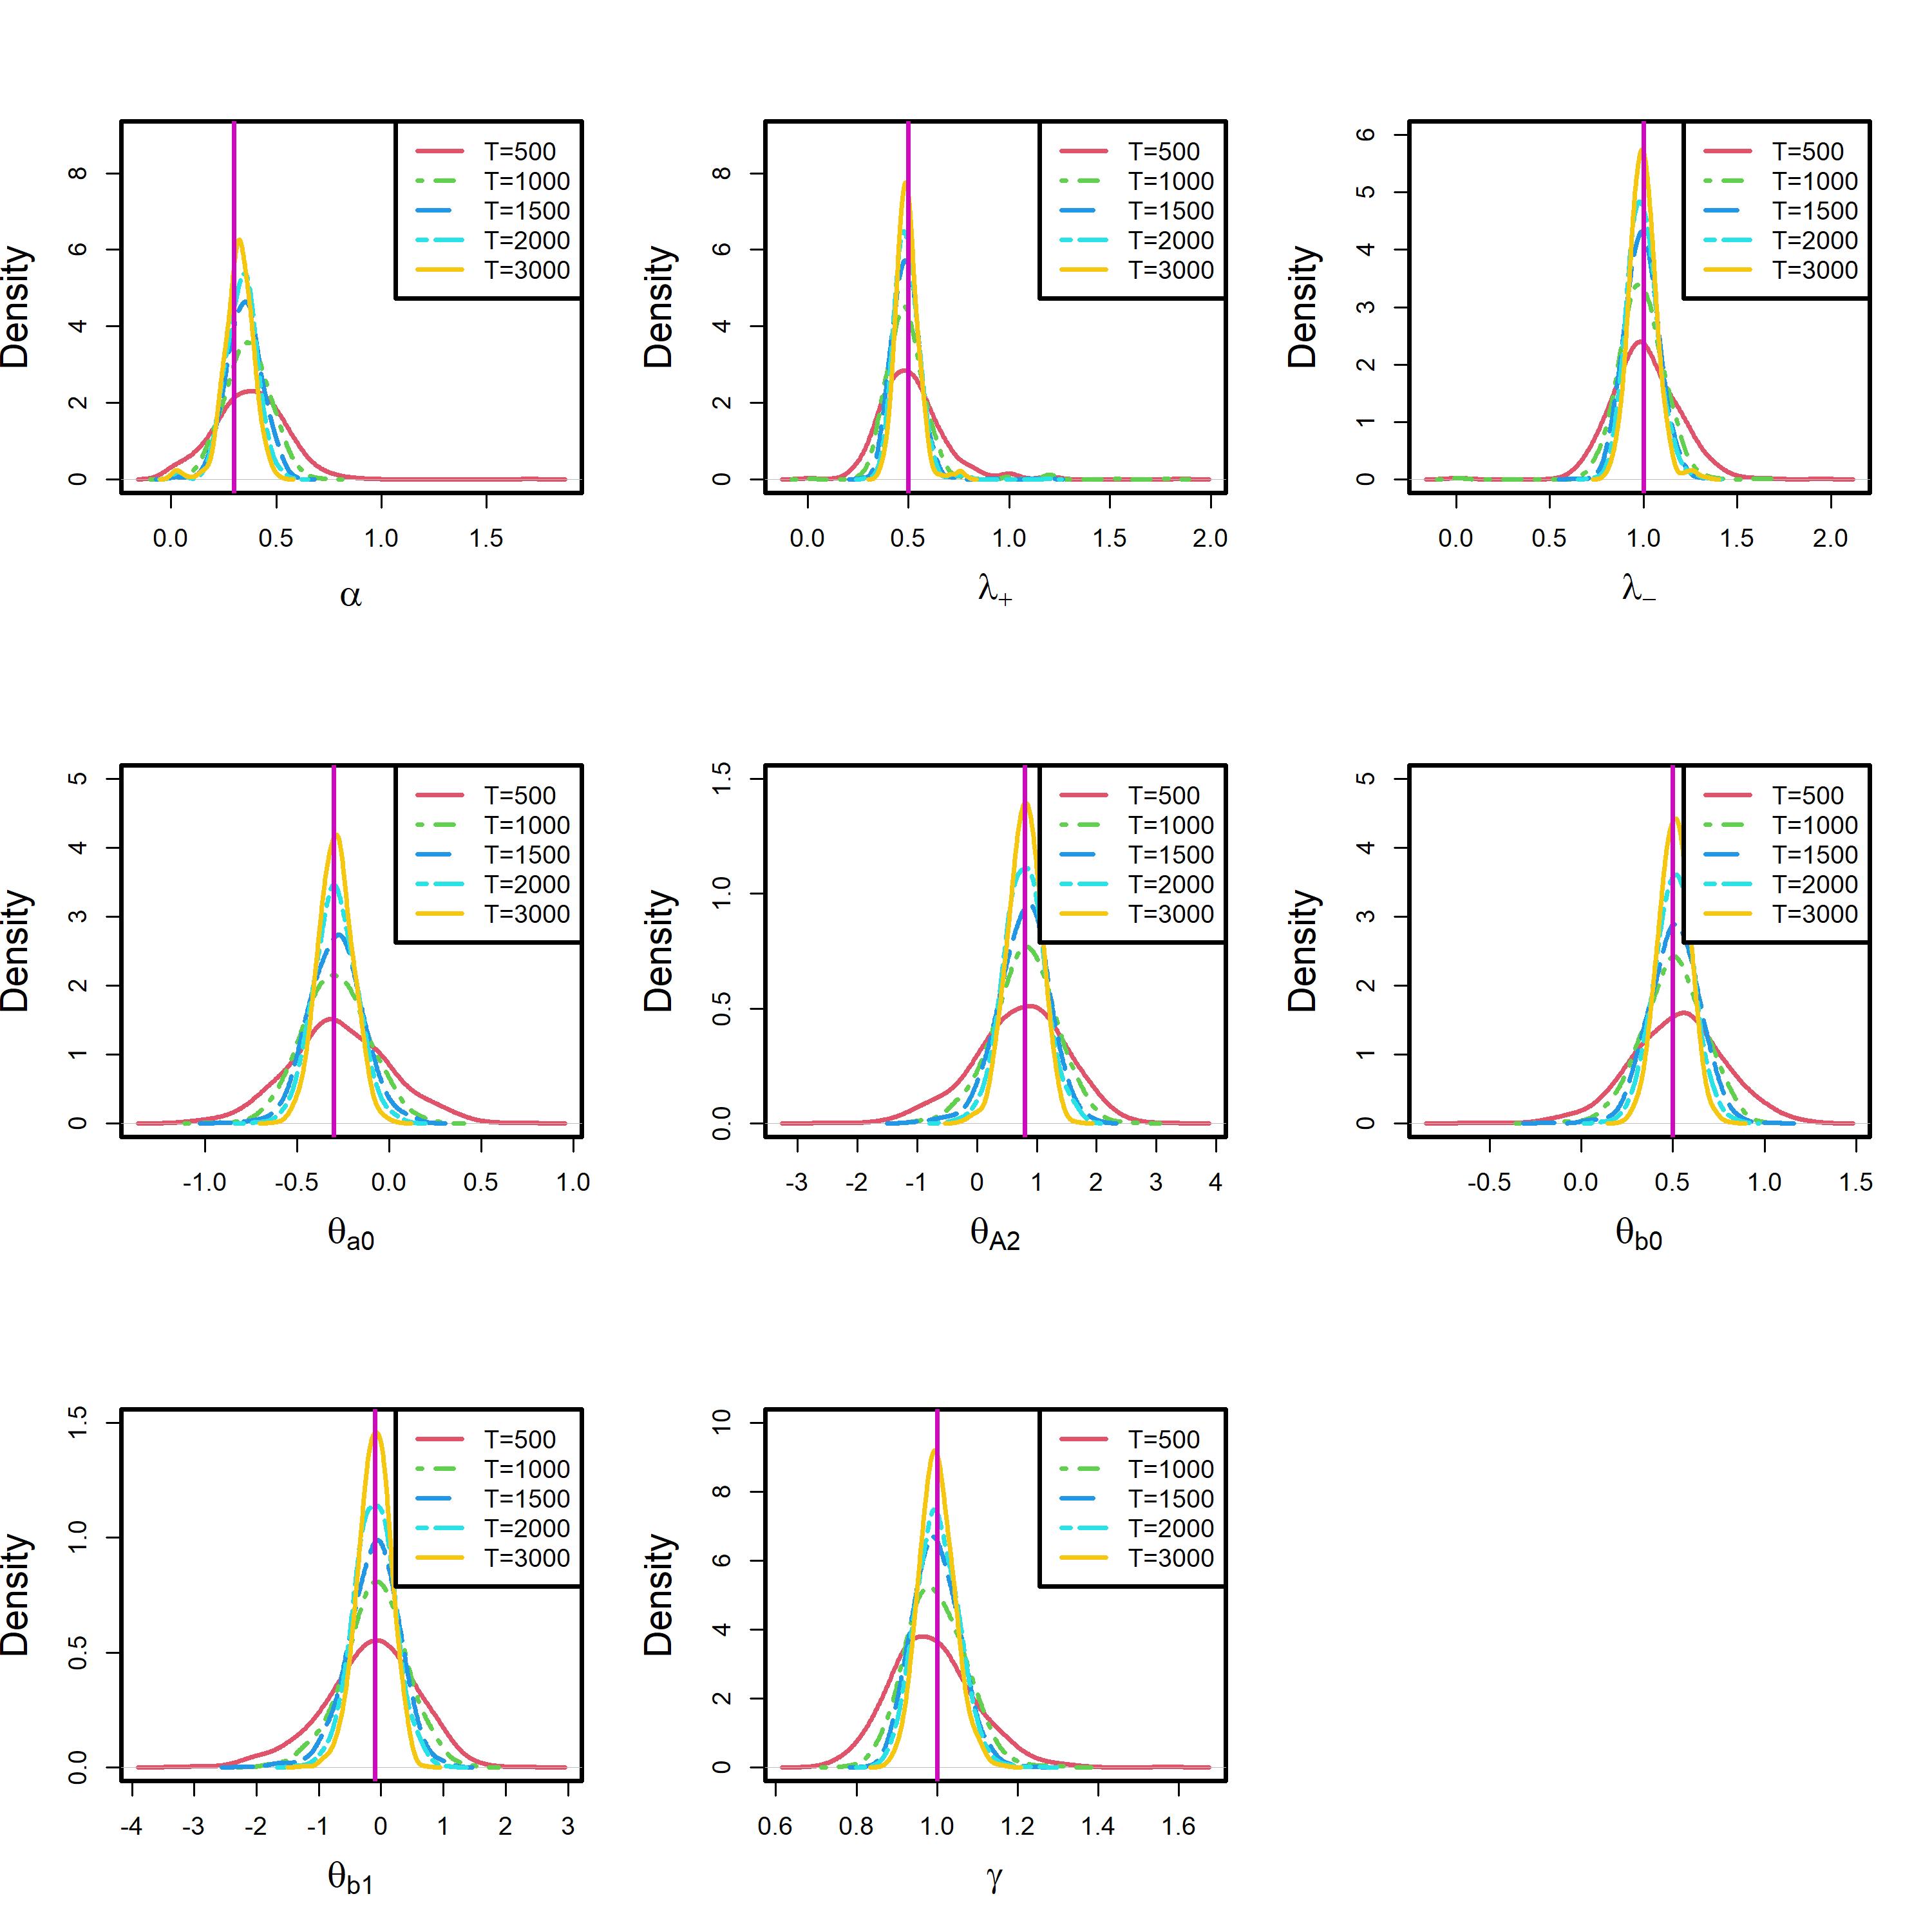 Density
0 2 4 6 8
0.0 0.5 1.0 1.5
α
T=500
T=1000
T=1500
T=2000
T=3000
Density
0 2 4 6 8
0.0 0.5 1.0 1.5 2.0
λ+
T=500
T=1000
T=1500
T=2000
T=3000
Density
0 1 2 3 4 5 6
0.0 0.5 1.0 1.5 2.0
λ−
T=500
T=1000
T=1500
T=2000
T=3000
Density
0 1 2 3 4 5
-1.0 -0.5 0.0 0.5 1.0
θa0
T=500
T=1000
T=1500
T=2000
T=3000
Density
0.0 0.5 1.0 1.5
-3 -2 -1 0 1 2 3 4
θA2
T=500
T=1000
T=1500
T=2000
T=3000
Density
0 1 2 3 4 5
-0.5 0.0 0.5 1.0 1.5
θb0
T=500
T=1000
T=1500
T=2000
T=3000
Density
0.0 0.5 1.0 1.5
-4 -3 -2 -1 0 1 2 3
θb1
T=500
T=1000
T=1500
T=2000
T=3000
Density
0 2 4 6 8 10
0.6 0.8 1.0 1.2 1.4 1.6
γ
T=500
T=1000
T=1500
T=2000
T=3000